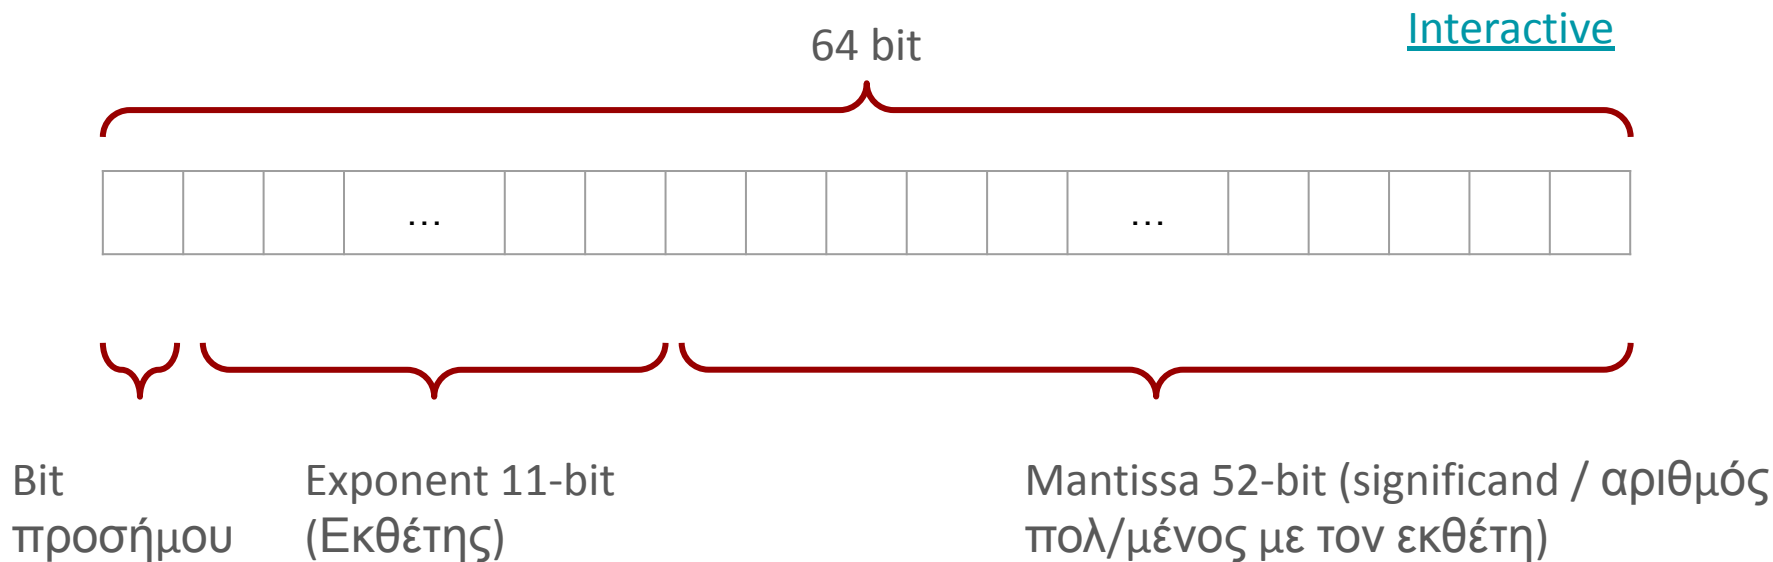 Interactive
64 bit
... ...
Bit
προσήμου
Exponent 11-bit
(Εκθέτης)
Mantissa 52-bit (significand / αριθμός
πολ/μένος με τον εκθέτη)